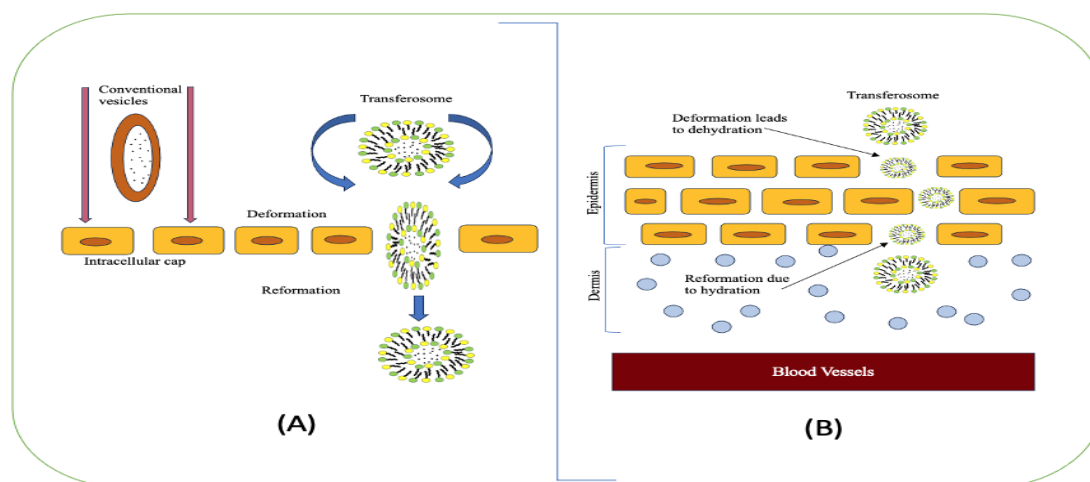 Conventional
vesicles
Transferosome
Deformation
Intracellular cap
Reformation
(A)
Transferosome
Deformation leads
to dehydration
Epidermis
Dermis
Reformation due
to hydration
Blood Vessels
(B)